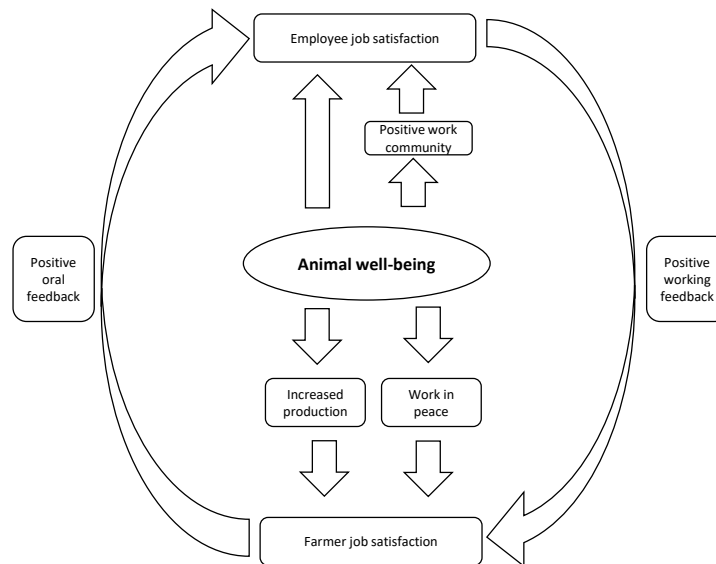 Employee job satisfaction
Positive work
community
Animal well-being
Positive
oral
feedback
Positive
working
feedback
Increased
production
Work in
peace
Farmer job satisfaction